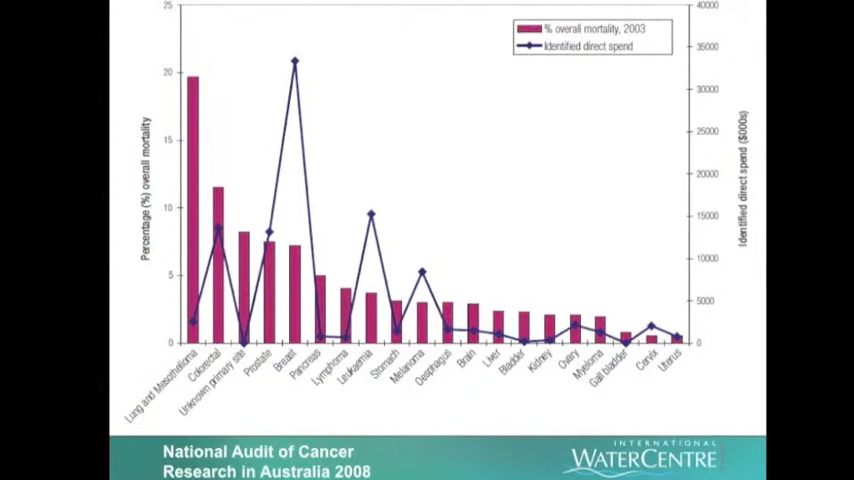 25
20
15
10
5
0
Percentage (%) overall mortality
40000
35000
30000
25000
20000
15000
10000
5000
0
Identified direct spend ($000s)
% overall mortality, 2003
Identified direct spend
Lung and Mesothelioma
Colorectal
Unknown primary site
Prostate
Breast
Pancreas
Lymphoma
Leukaemia
Stomach
Melanoma
Oesphagus
Brain
Liver
Bladder
Kidney
Ovary
Myeloma
Gall bladder
Cervix
Uterus
National Audit of Cancer
Research in Australia 2008
INTERNATIONAL
WATERCENTRE